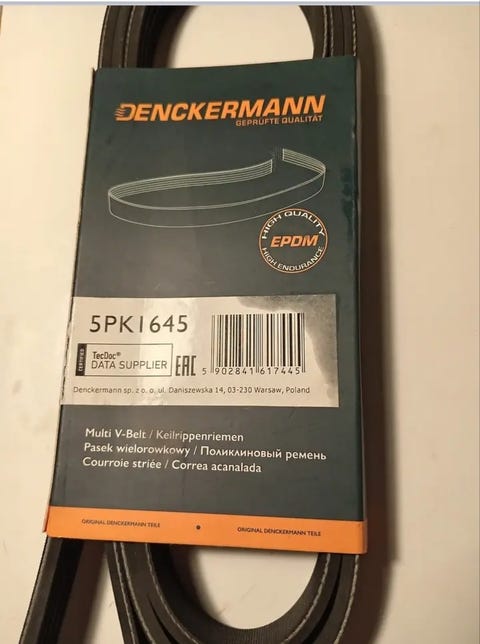 DENCKERMANN
GEPRÜFTE QUALITÄT
HIGH QUALITY
EPDM
HIGH ENDURANCE
5PK1645
CERTIFIED
TecDoc®
DATA SUPPLIER
EAC
5 902841 617445
Denckermann sp. z o. o. ul. Daniszewska 14, 03-230 Warsaw, Poland
Multi V-Belt / Keilrippenriemen
Pasek wielorowkowy / Поликлиновый ремень
Courroie striée / Correa acanalada
ORIGINAL DENCKERMANN TEILE • ORIGINAL DENCKERMANN TEILE